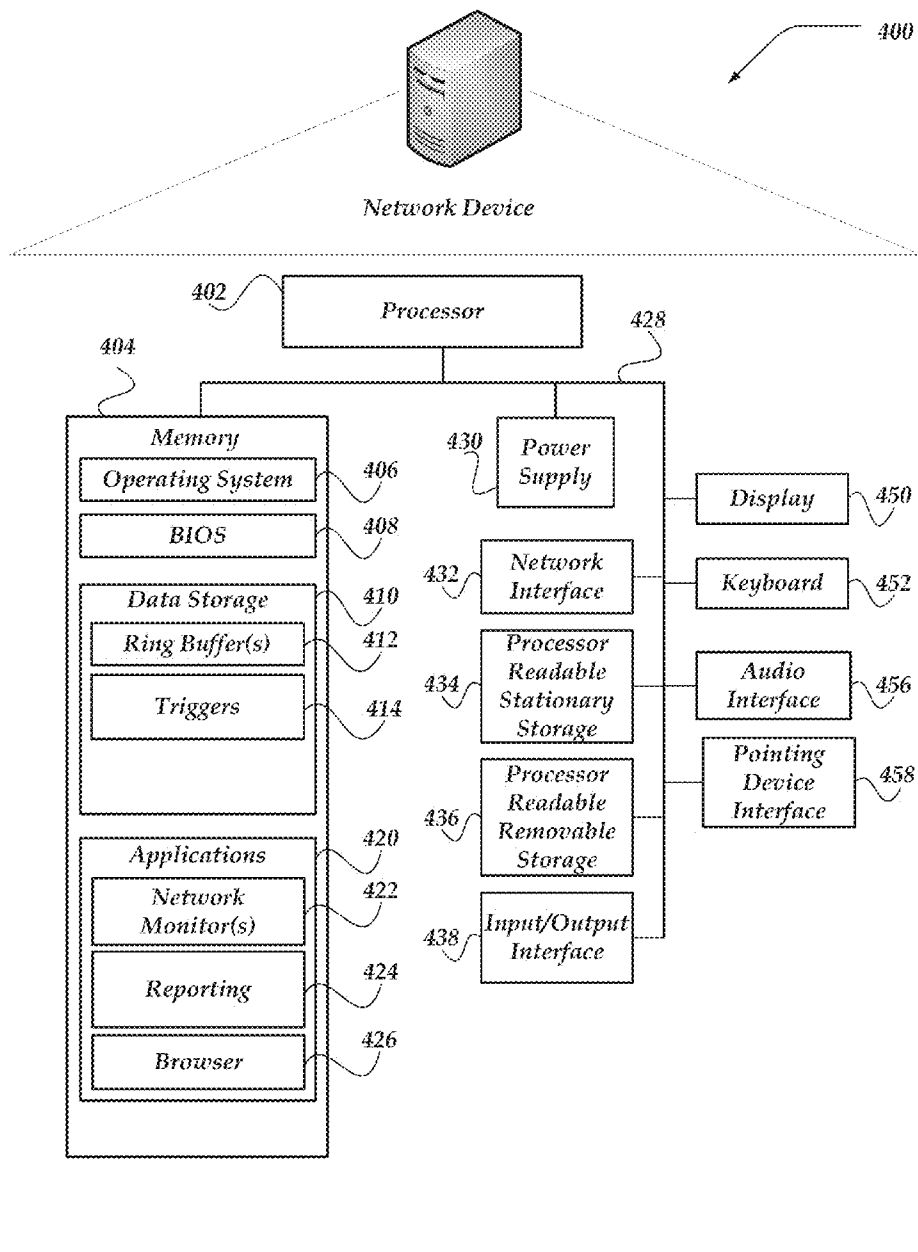 400
Network Device
402
Processor
428
404
Memory
Operating System
406
BIOS
408
Data Storage
410
Ring Buffer(s)
412
Triggers
414
Applications
420
Network
Monitor(s)
422
Reporting
424
Browser
426
430
Power
Supply
432
Network
Interface
434
Processor
Readable
Stationary
Storage
436
Processor
Readable
Removable
Storage
438
Input/Output
Interface
Display
450
Keyboard
452
Audio
Interface
456
Pointing
Device
Interface
458